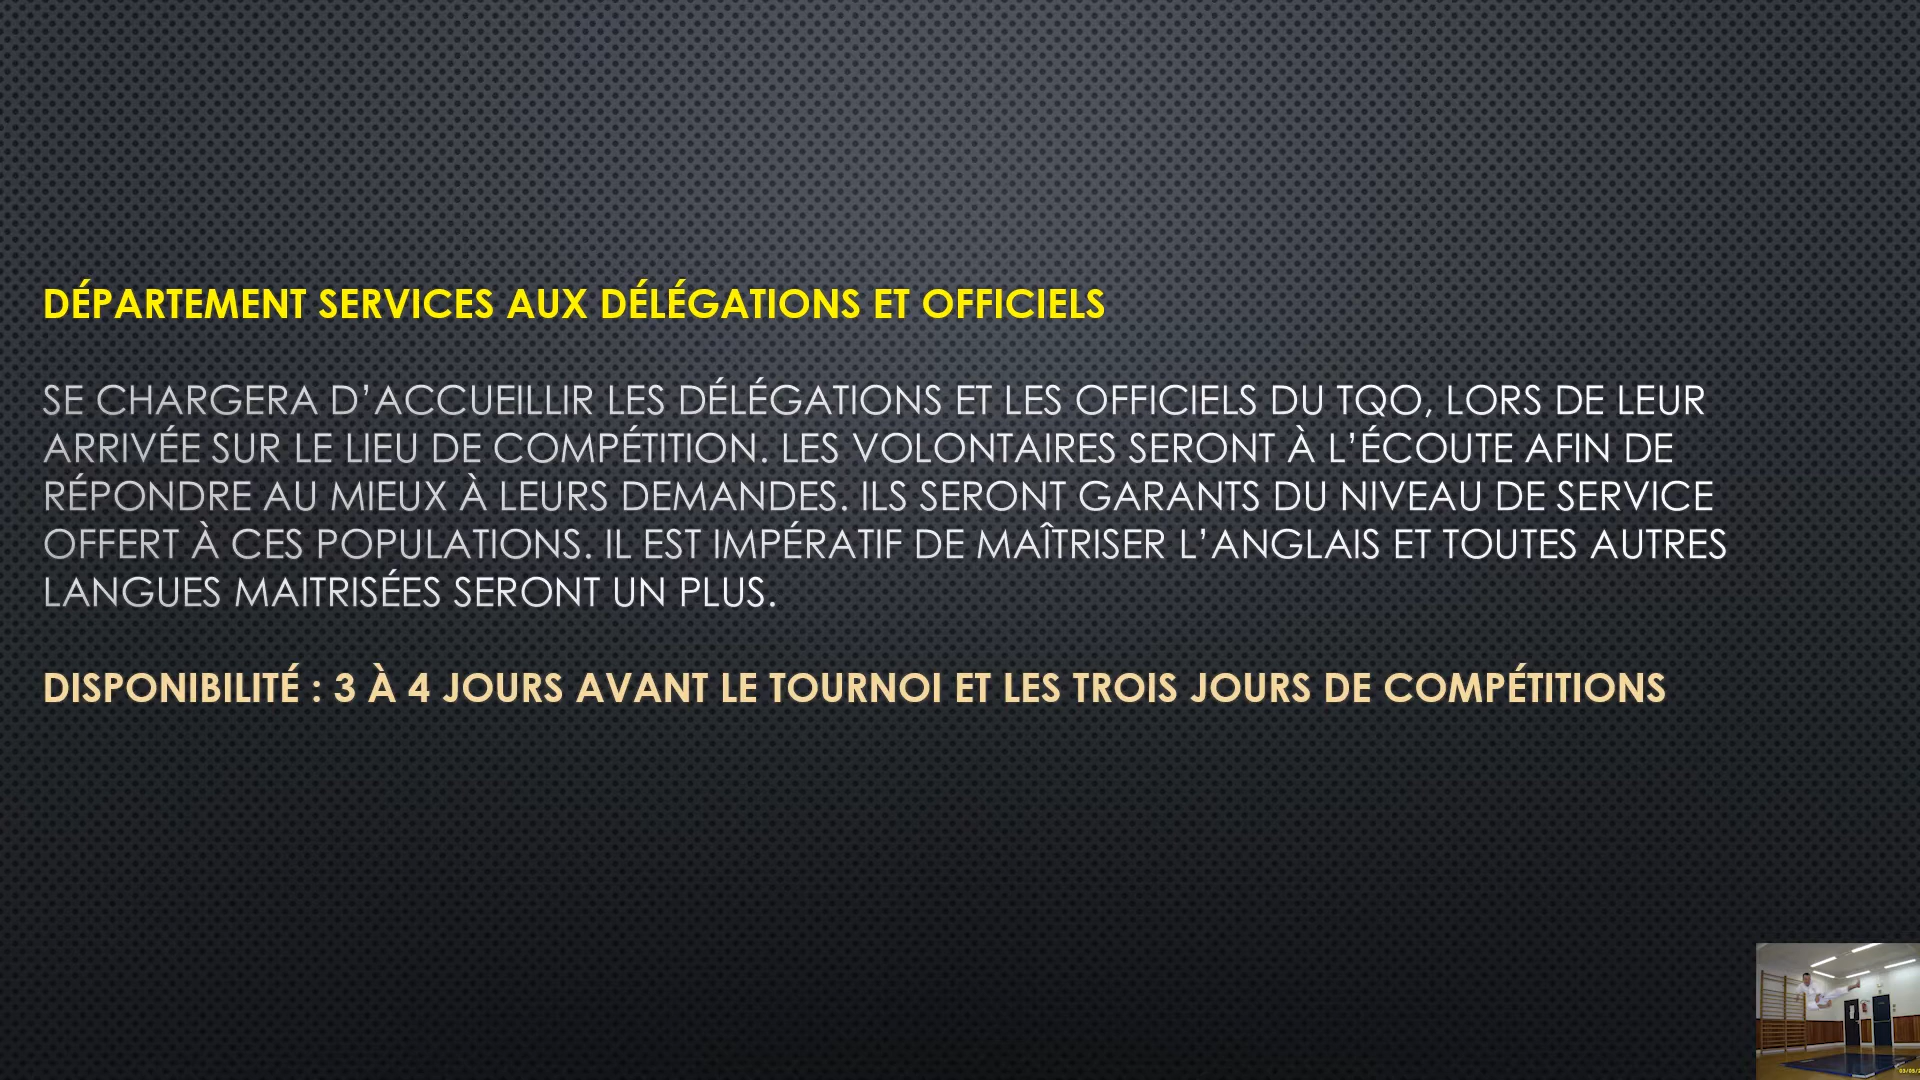 DÉPARTEMENT SERVICES AUX DÉLÉGATIONS ET OFFICIELS
SE CHARGERA D’ACCUEILLIR LES DÉLÉGATIONS ET LES OFFICIELS DU TQO, LORS DE LEUR
ARRIVÉE SUR LE LIEU DE COMPÉTITION. LES VOLONTAIRES SERONT À L’ÉCOUTE AFIN DE
RÉPONDRE AU MIEUX À LEURS DEMANDES. ILS SERONT GARANTS DU NIVEAU DE SERVICE
OFFERT À CES POPULATIONS. IL EST IMPÉRATIF DE MAÎTRISER L’ANGLAIS ET TOUTES AUTRES
LANGUES MAITRISÉES SERONT UN PLUS.
DISPONIBILITÉ : 3 À 4 JOURS AVANT LE TOURNOI ET LES TROIS JOURS DE COMPÉTITIONS